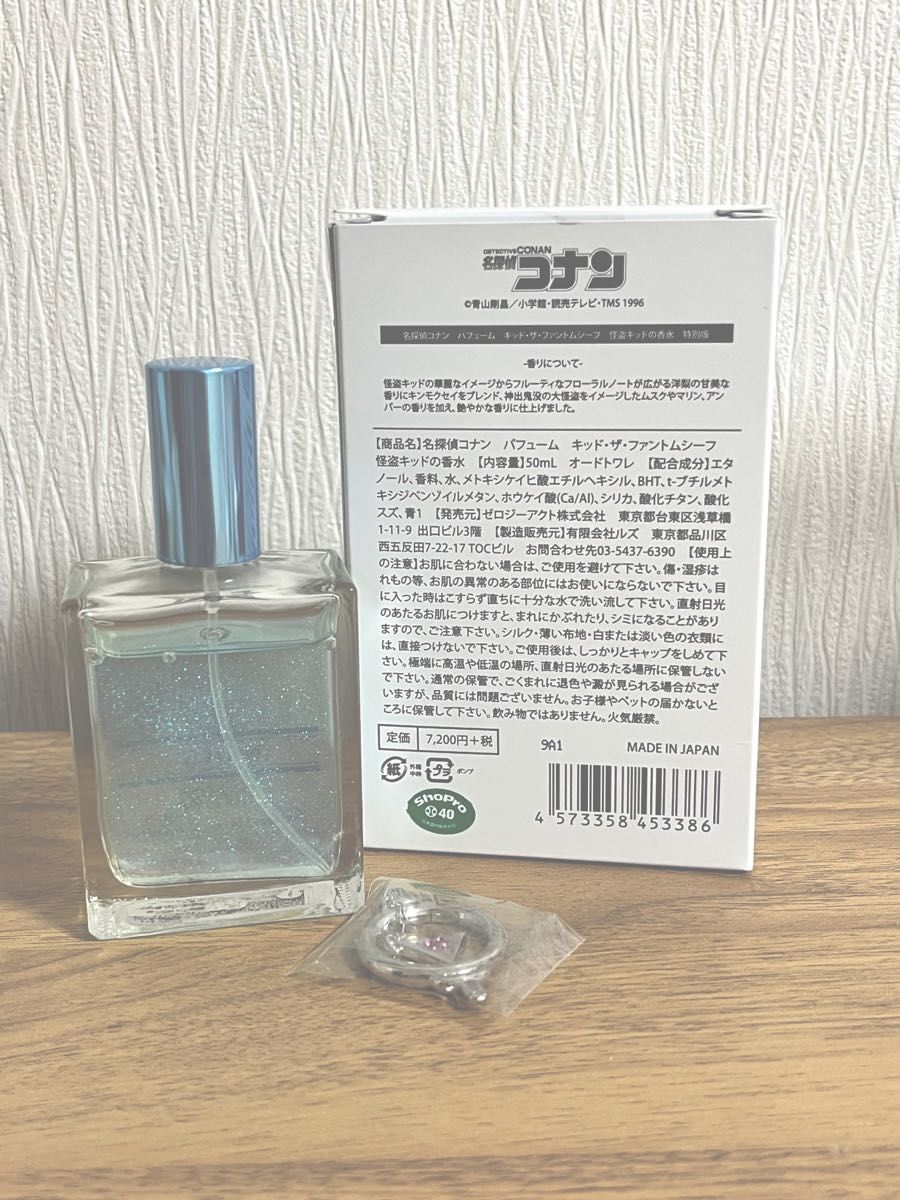 DETECTIVE CONAN
名探偵コナン
©青山剛昌／小学館・読売テレビ・TMS 1996
名探偵コナン　パフューム　キッド・ザ・ファントムシーフ　怪盗キッドの香水　特別版
-香りについて-
怪盗キッドの華麗なイメージからフルーティなフローラルノートが広がる洋梨の甘美な
香りにキンモクセイをブレンド、神出鬼没の大怪盗をイメージしたムスクやマリン、アン
バーの香りを加え、艶やかな香りに仕上げました。
【商品名】名探偵コナン　パフューム　キッド・ザ・ファントムシーフ
怪盗キッドの香水　【内容量】50mL　オードトワレ　【配合成分】エタ
ノール、香料、水、メトキシケイヒ酸エチルヘキシル、BHT、t-ブチルメト
キシジベンゾイルメタン、ホウケイ酸(Ca/Al)、シリカ、酸化チタン、酸化
スズ、青1　【発売元】ゼロジーアクト株式会社　東京都台東区浅草橋
1-11-9 出口ビル3階　【製造販売元】有限会社ルズ　東京都品川区
西五反田7-22-17 TOCビル　お問合わせ先03-5437-6390　【使用上
の注意】お肌に合わない場合は、ご使用を避けて下さい。傷・湿疹は
れもの等、お肌の異常のある部位にはお使いにならないで下さい。目
に入った時はこすらず直ちに十分な水で洗い流して下さい。直射日光
のあたるお肌につけますと、まれにかぶれたり、シミになることがあり
ますので、ご注意下さい。シルク・薄い布地・白または淡い色の衣類に
は、直接つけないで下さい。ご使用後は、しっかりとキャップをしめて下
さい。極端に高温や低温の場所、直射日光のあたる場所に保管しない
で下さい。通常の保管で、ごくまれに退色や澱が見られる場合がござ
いますが、品質には問題ございません。お子様やペットの届かないと
ころに保管して下さい。飲み物ではありません。火気厳禁。
定価　7,200円+税　9A1　MADE IN JAPAN
紙 外箱 中枠 プラ ポンプ
ShoPro
40
4 573358 453386